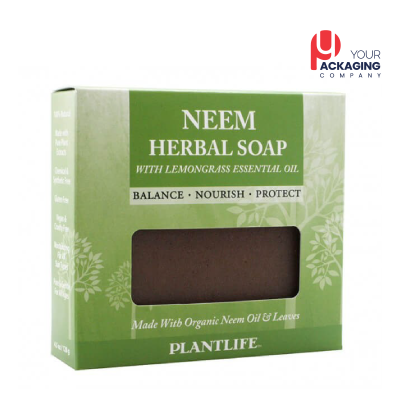 YOUR
PACKAGING
COMPANY
NEEM
HERBAL SOAP
WITH LEMONGRASS ESSENTIAL OIL
BALANCE · NOURISH · PROTECT
Made With Organic Neem Oil & Leaves
PLANTLIFE